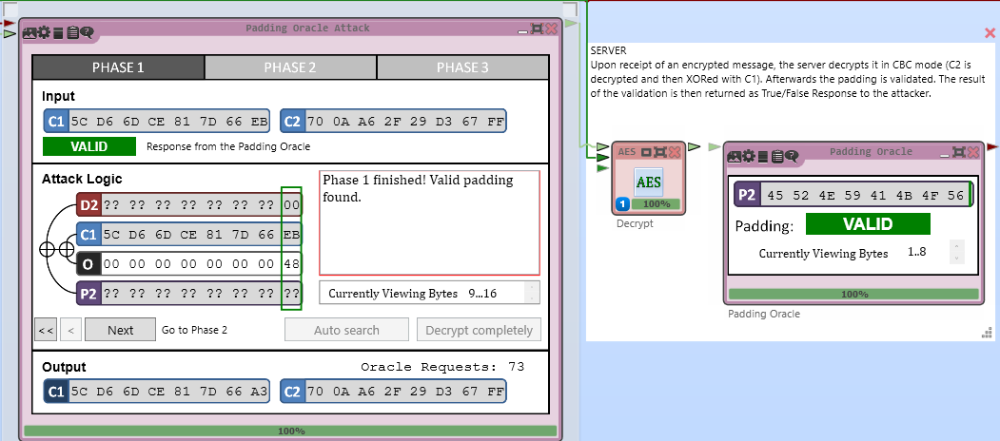 Padding Oracle Attack
PHASE 1 PHASE 2 PHASE 3
Input
C1 5C D6 6D CE 81 7D 66 EB C2 70 0A A6 2F 29 D3 67 FF
VALID Response from the Padding Oracle
Attack Logic
D2 ?? ?? ?? ?? ?? ?? ?? 00
C1 5C D6 6D CE 81 7D 66 EB
O 00 00 00 00 00 00 00 48
P2 ?? ?? ?? ?? ?? ?? ?? ??
Phase 1 finished! Valid padding
found.
Currently Viewing Bytes 9...16
<< < Next Go to Phase 2 Auto search Decrypt completely
Output Oracle Requests: 73
C1 5C D6 6D CE 81 7D 66 A3 C2 70 0A A6 2F 29 D3 67 FF
100%
SERVER
Upon receipt of an encrypted message, the server decrypts it in CBC mode (C2 is
decrypted and then XORed with C1). Afterwards the padding is validated. The result
of the validation is then returned as True/False Response to the attacker.
AES
AES
1 100%
Decrypt
Padding Oracle
P2 45 52 4E 59 41 4B 4F 56
Padding: VALID
Currently Viewing Bytes 1..8
100%
Padding Oracle